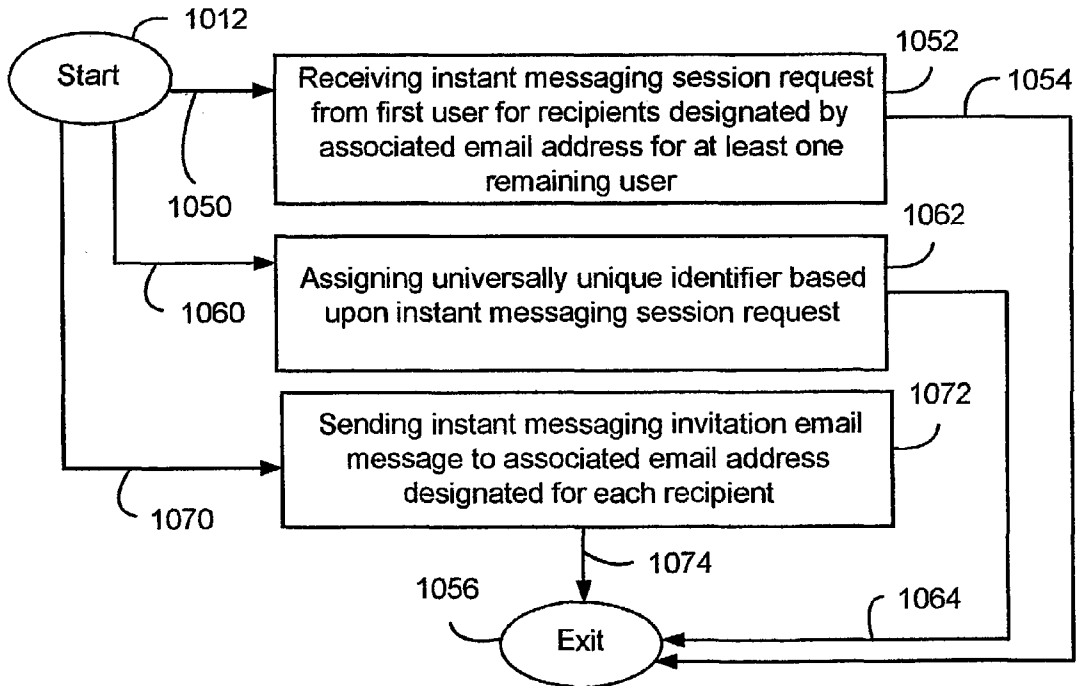 1012
Start
1052
Receiving instant messaging session request
from first user for recipients designated by
associated email address for at least one
remaining user
1054
1050
1062
Assigning universally unique identifier based
upon instant messaging session request
1060
1072
Sending instant messaging invitation email
message to associated email address
designated for each recipient
1070
1074
1056
Exit
1064